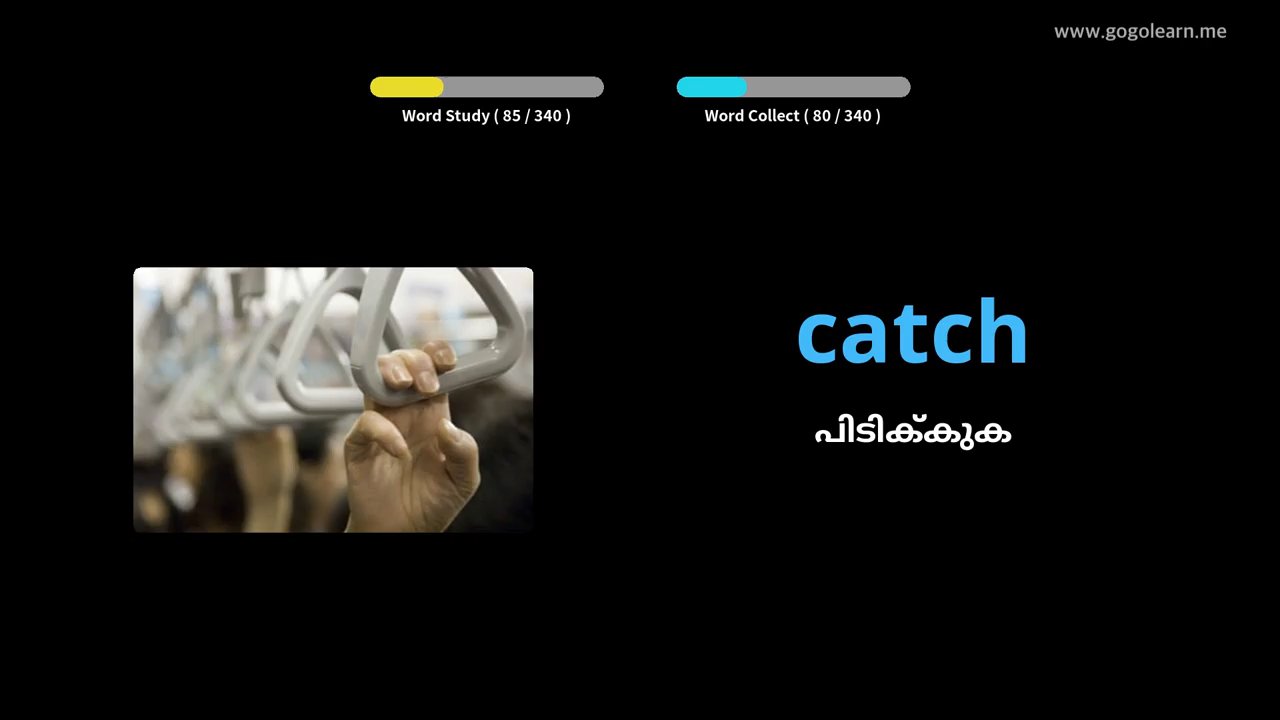 www.gogolearn.me
Word Study ( 85 / 340 )
Word Collect ( 80 / 340 )
catch
പിടിക്കുക